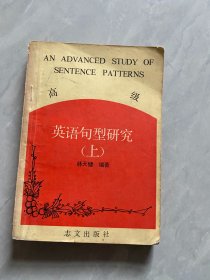 AN ADVANCED STUDY OF
SENTENCE PATTERNS
高 级
英语句型研究
(上)
编著
志文出版社